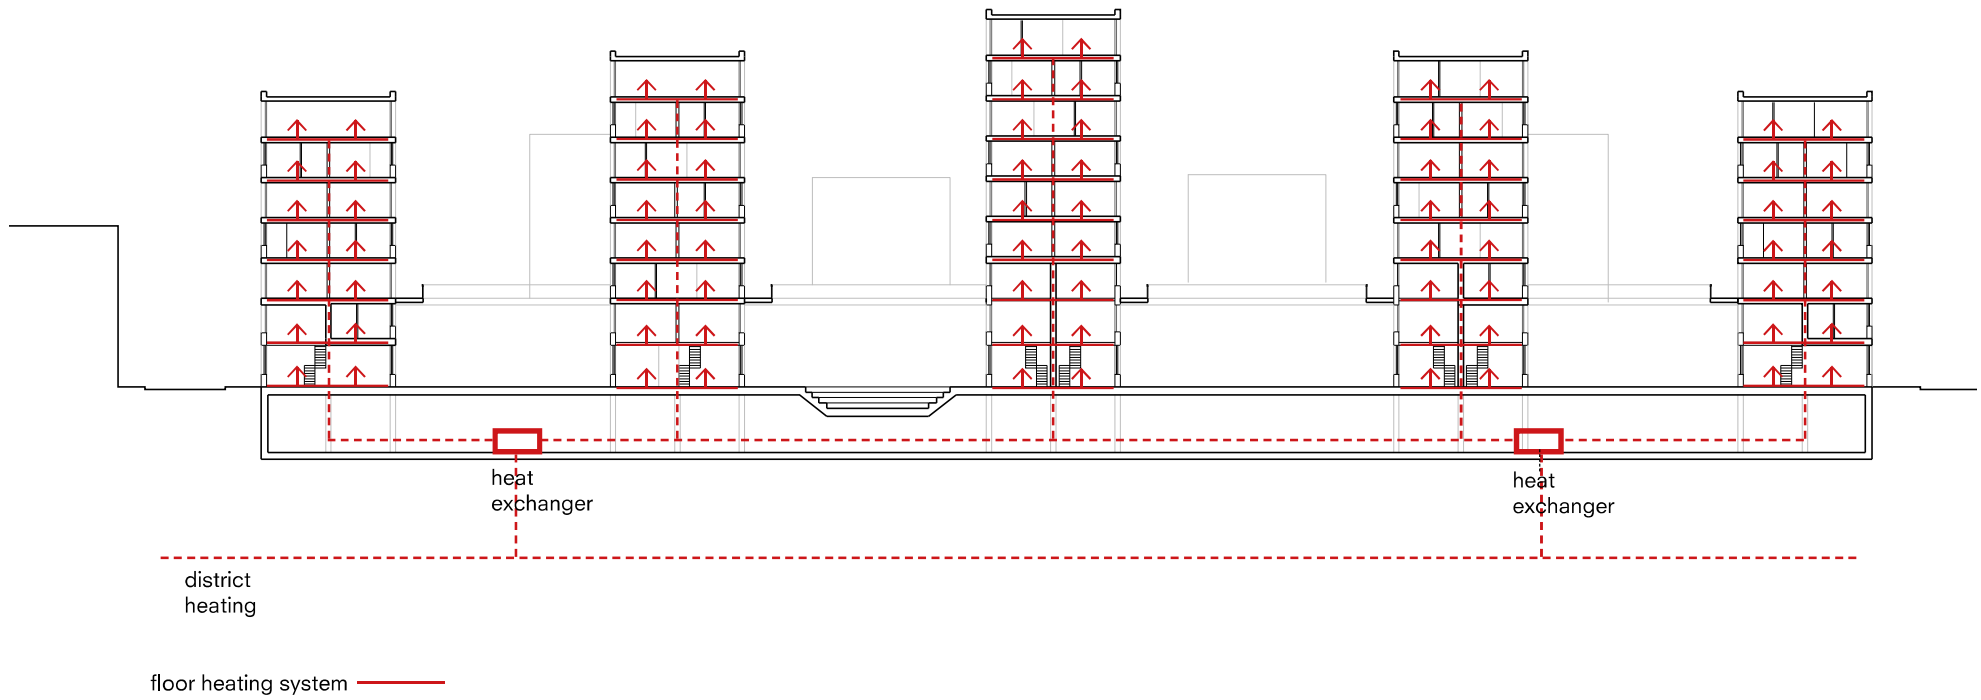 heat
exchanger
heat
exchanger
district
heating
floor heating system